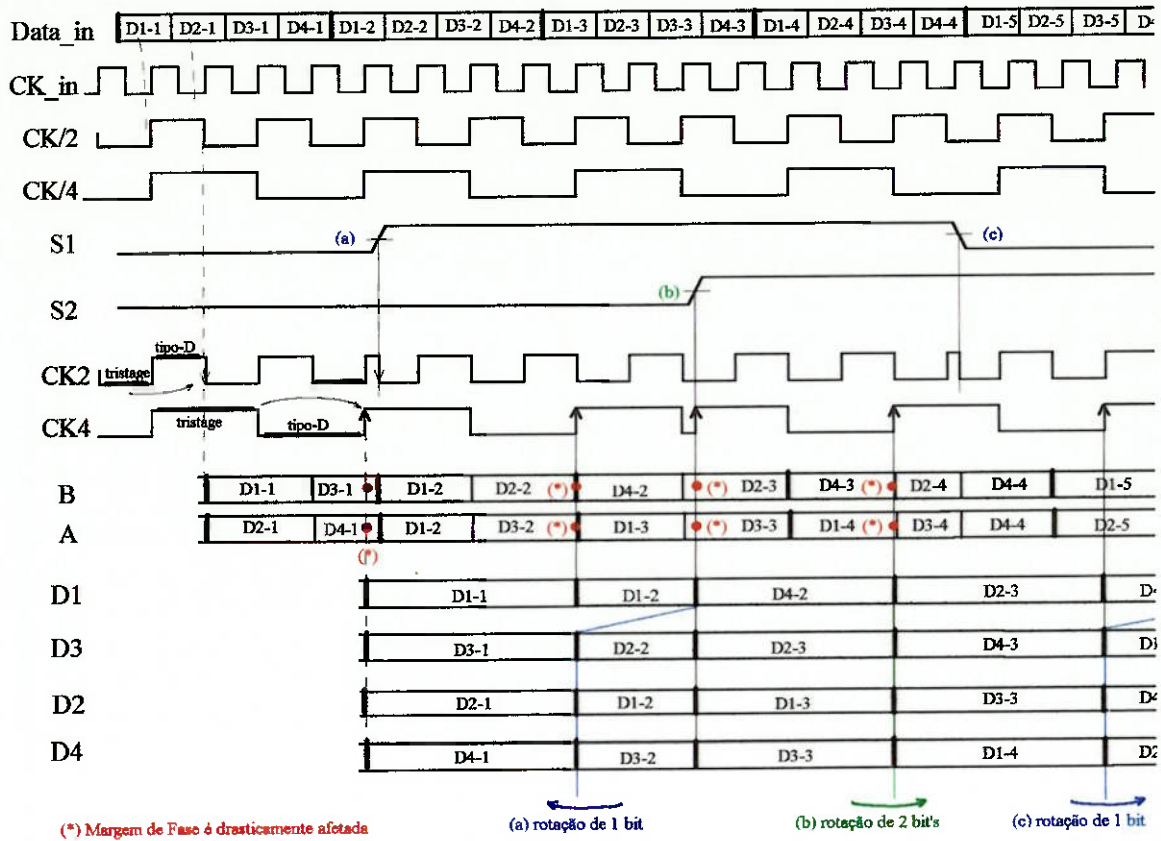 Data_in D1-1 D2-1 D3-1 D4-1 D1-2 D2-2 D3-2 D4-2 D1-3 D2-3 D3-3 D4-3 D1-4 D2-4 D3-4 D4-4 D1-5 D2-5 D3-5
CK_in
CK/2
CK/4
S1 (a) (c)
S2 (b)
CK2 tristage tipo-D
CK4 tristage tipo-D
B D1-1 D3-1 D1-2 D2-2 (*) D4-2 (*) D2-3 D4-3 (*) D2-4 D4-4 D1-5
A D2-1 D4-1 D1-2 D3-2 (*) D1-3 (*) D3-3 D1-4 (*) D3-4 D4-4 D2-5
(*)
D1 D1-1 D1-2 D4-2 D2-3
D3 D3-1 D2-2 D2-3 D4-3
D2 D2-1 D1-2 D1-3 D3-3
D4 D4-1 D3-2 D3-3 D1-4
(*) Margem de Fase é drasticamente afetada
(a) rotação de 1 bit
(b) rotação de 2 bit's
(c) rotação de 1 bit